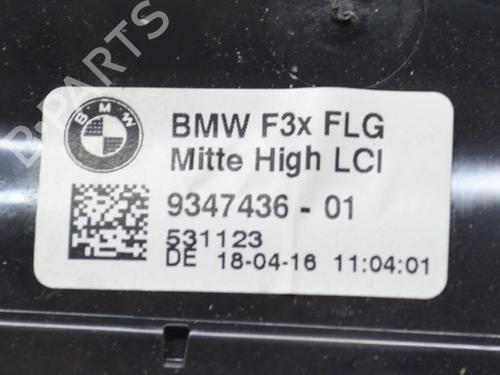 B-PARTS
BMW
BMW F3x FLG
Mitte High LCI
9347436 - 01
531123
DE 18-04-16 11:04:01